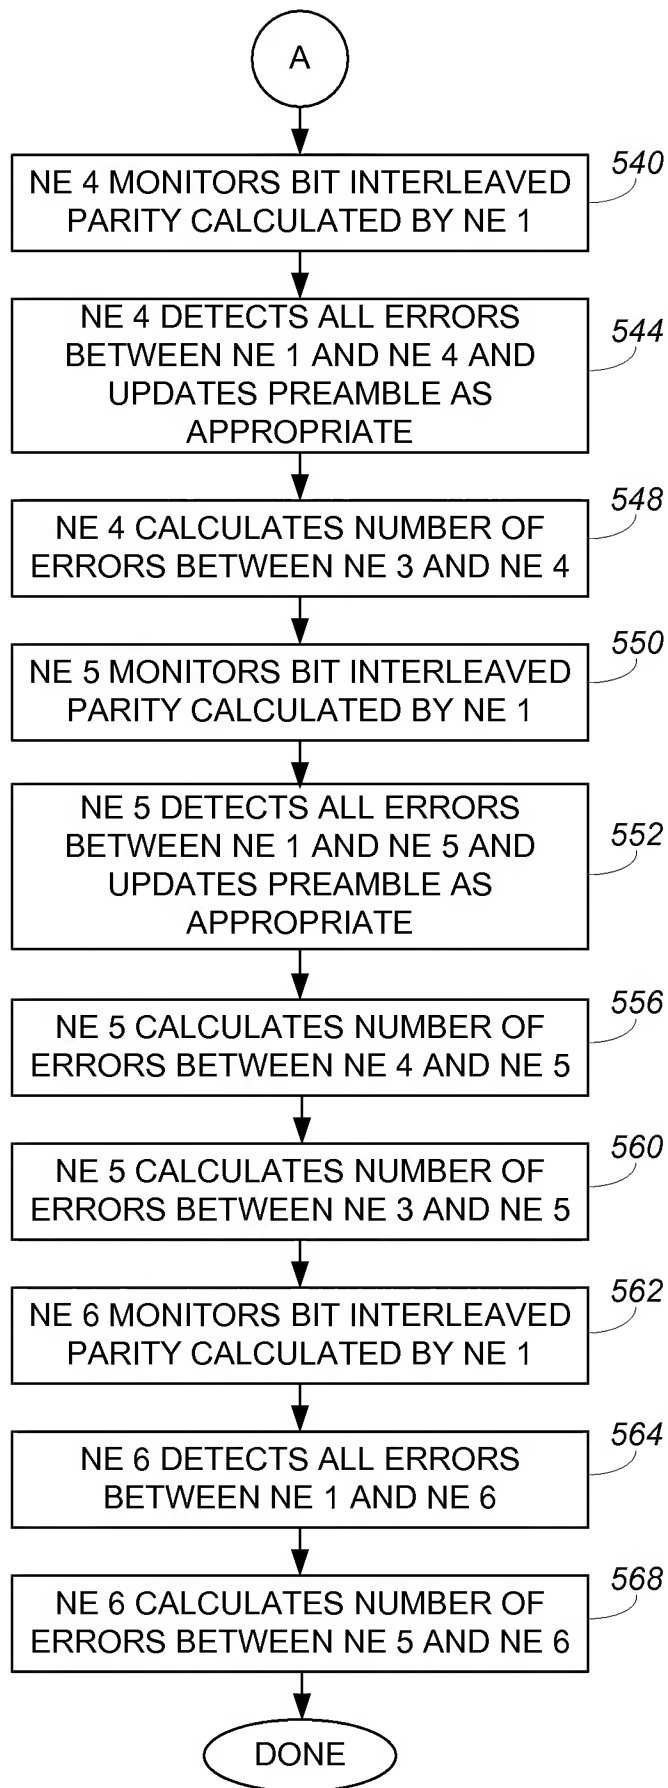 A
540
NE 4 MONITORS BIT INTERLEAVED
PARITY CALCULATED BY NE 1
544
NE 4 DETECTS ALL ERRORS
BETWEEN NE 1 AND NE 4 AND
UPDATES PREAMBLE AS
APPROPRIATE
548
NE 4 CALCULATES NUMBER OF
ERRORS BETWEEN NE 3 AND NE 4
550
NE 5 MONITORS BIT INTERLEAVED
PARITY CALCULATED BY NE 1
552
NE 5 DETECTS ALL ERRORS
BETWEEN NE 1 AND NE 5 AND
UPDATES PREAMBLE AS
APPROPRIATE
556
NE 5 CALCULATES NUMBER OF
ERRORS BETWEEN NE 4 AND NE 5
560
NE 5 CALCULATES NUMBER OF
ERRORS BETWEEN NE 3 AND NE 5
562
NE 6 MONITORS BIT INTERLEAVED
PARITY CALCULATED BY NE 1
564
NE 6 DETECTS ALL ERRORS
BETWEEN NE 1 AND NE 6
568
NE 6 CALCULATES NUMBER OF
ERRORS BETWEEN NE 5 AND NE 6
DONE